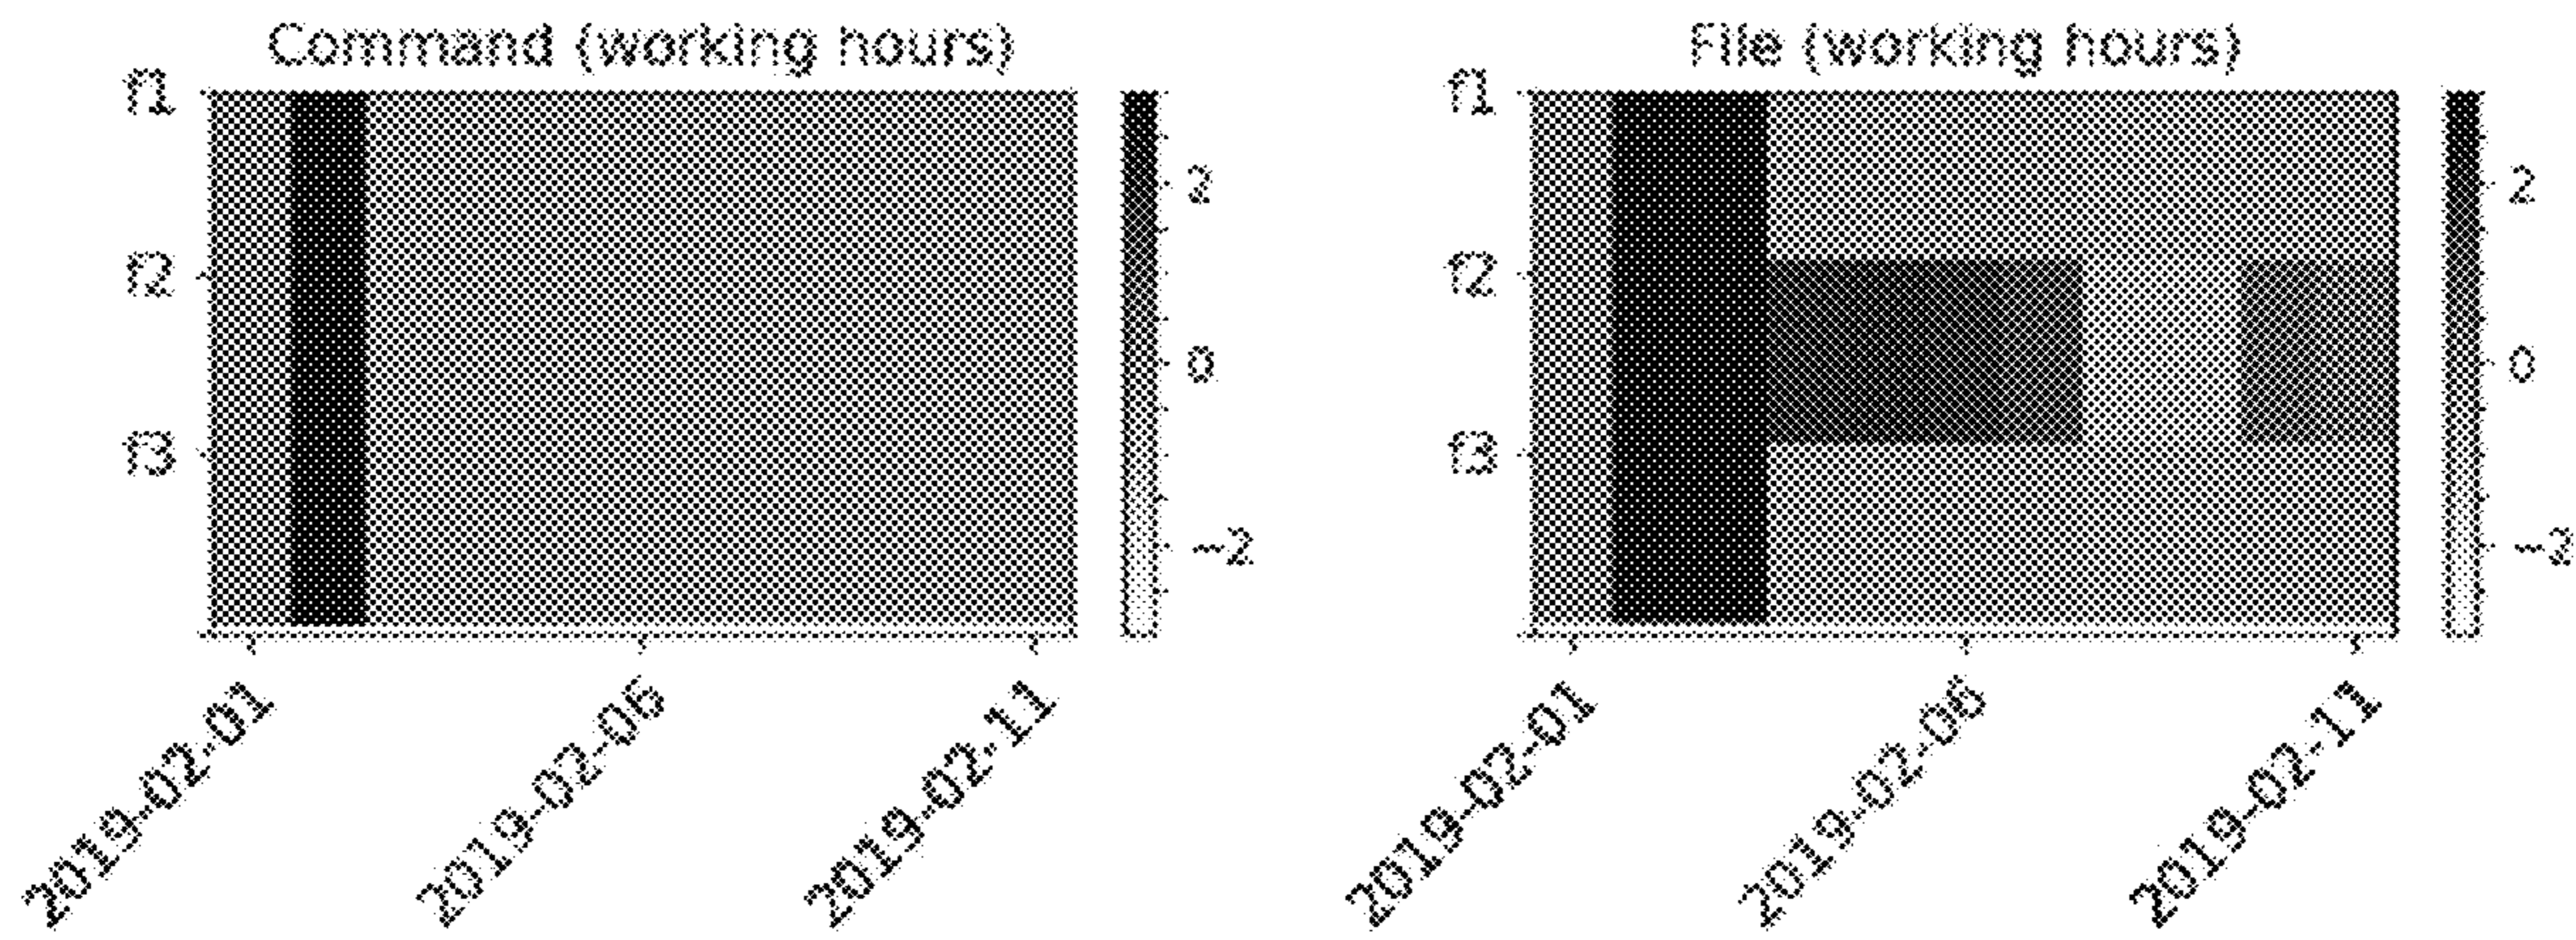 Command (working hours)
f1
f2
f3
2
0
−2
2019-02-01
2019-02-06
2019-02-11
File (working hours)
f1
f2
f3
2
0
−2
2019-02-01
2019-02-06
2019-02-11